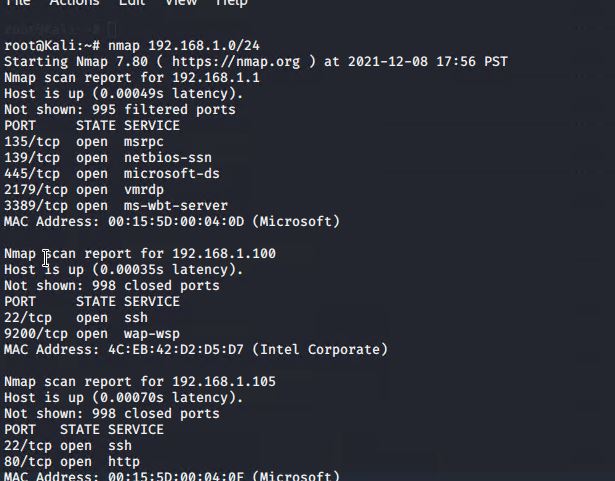 File Actions Edit View Help
root@Kali:~# nmap 192.168.1.0/24
Starting Nmap 7.80 ( https://nmap.org ) at 2021-12-08 17:56 PST
Nmap scan report for 192.168.1.1
Host is up (0.00049s latency).
Not shown: 995 filtered ports
PORT     STATE SERVICE
135/tcp  open  msrpc
139/tcp  open  netbios-ssn
445/tcp  open  microsoft-ds
2179/tcp open  vmrdp
3389/tcp open  ms-wbt-server
MAC Address: 00:15:5D:00:04:0D (Microsoft)
Nmap scan report for 192.168.1.100
Host is up (0.00035s latency).
Not shown: 998 closed ports
PORT     STATE SERVICE
22/tcp   open  ssh
9200/tcp open  wap-wsp
MAC Address: 4C:EB:42:D2:D5:D7 (Intel Corporate)
Nmap scan report for 192.168.1.105
Host is up (0.00070s latency).
Not shown: 998 closed ports
PORT   STATE SERVICE
22/tcp open  ssh
80/tcp open  http
MAC Address: (Microsoft)